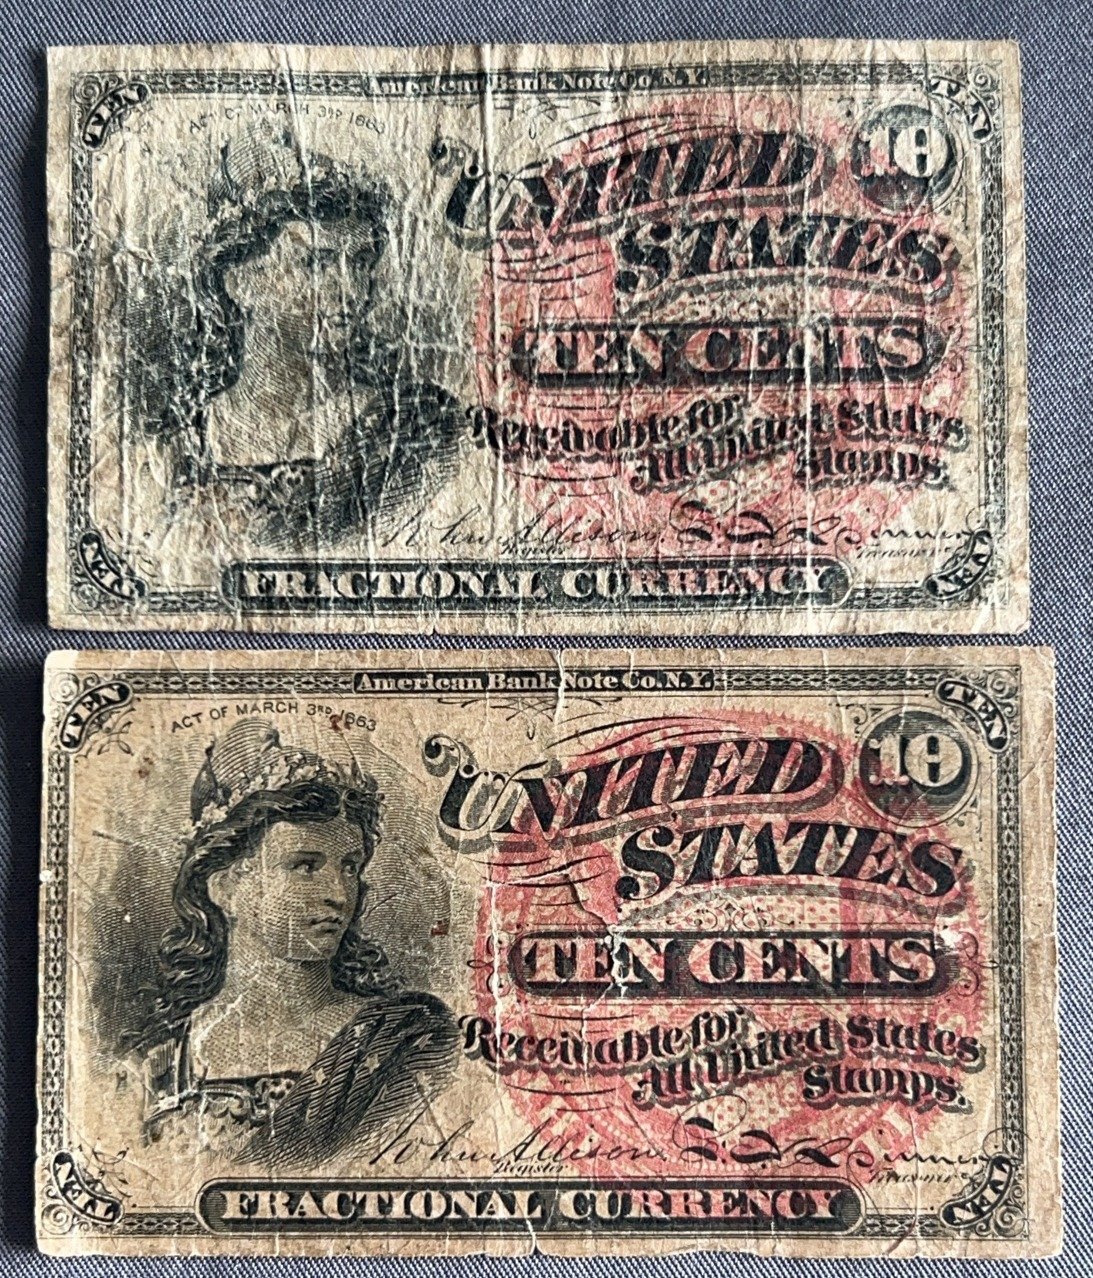 American Bank Note Co. N.Y.
TEN
TEN
ACT OF MARCH 3RD 1863
10
UNITED
STATES
TEN CENTS
Receivable for
All United States
Stamps.
John Allison
Register
TEN
TEN
FRACTIONAL CURRENCY
American Bank Note Co. N.Y.
TEN
TEN
ACT OF MARCH 3RD 1863
10
UNITED
STATES
TEN CENTS
Receivable for
All United States
Stamps.
John Allison
Register
TEN
TEN
FRACTIONAL CURRENCY